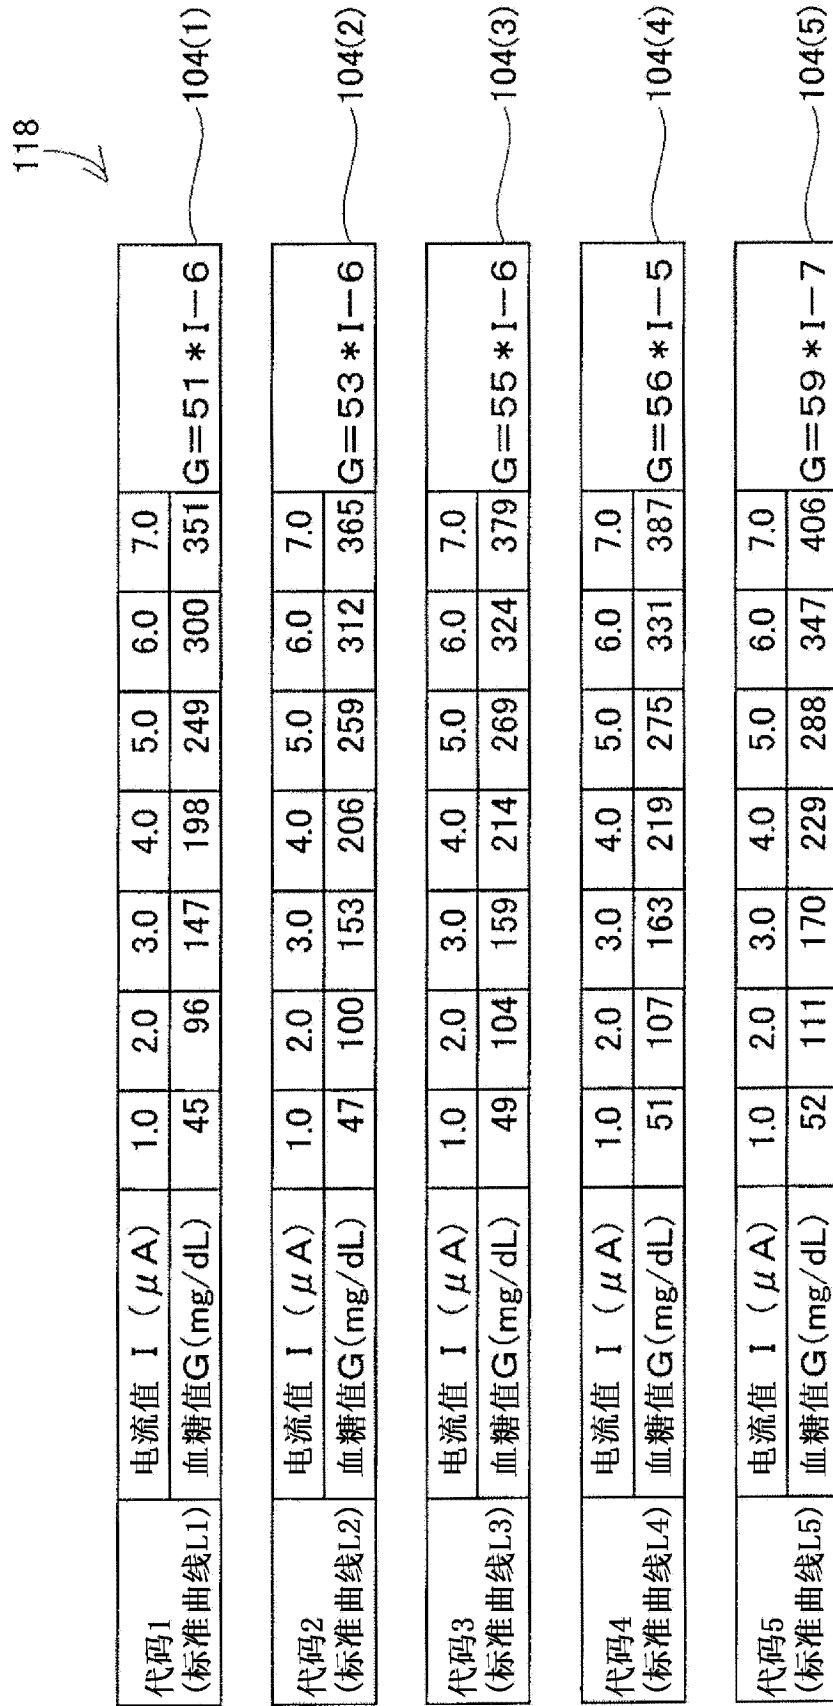 118
代码1
(标准曲线L1)
电流值 I (μA) 1.0 2.0 3.0 4.0 5.0 6.0 7.0
血糖值G(mg/dL) 45 96 147 198 249 300 351 G=51*I-6
104(1)
代码2
(标准曲线L2)
电流值 I (μA) 1.0 2.0 3.0 4.0 5.0 6.0 7.0
血糖值G(mg/dL) 47 100 153 206 259 312 365 G=53*I-6
104(2)
代码3
(标准曲线L3)
电流值 I (μA) 1.0 2.0 3.0 4.0 5.0 6.0 7.0
血糖值G(mg/dL) 49 104 159 214 269 324 379 G=55*I-6
104(3)
代码4
(标准曲线L4)
电流值 I (μA) 1.0 2.0 3.0 4.0 5.0 6.0 7.0
血糖值G(mg/dL) 51 107 163 219 275 331 387 G=56*I-5
104(4)
代码5
(标准曲线L5)
电流值 I (μA) 1.0 2.0 3.0 4.0 5.0 6.0 7.0
血糖值G(mg/dL) 52 111 170 229 288 347 406 G=59*I-7
104(5)